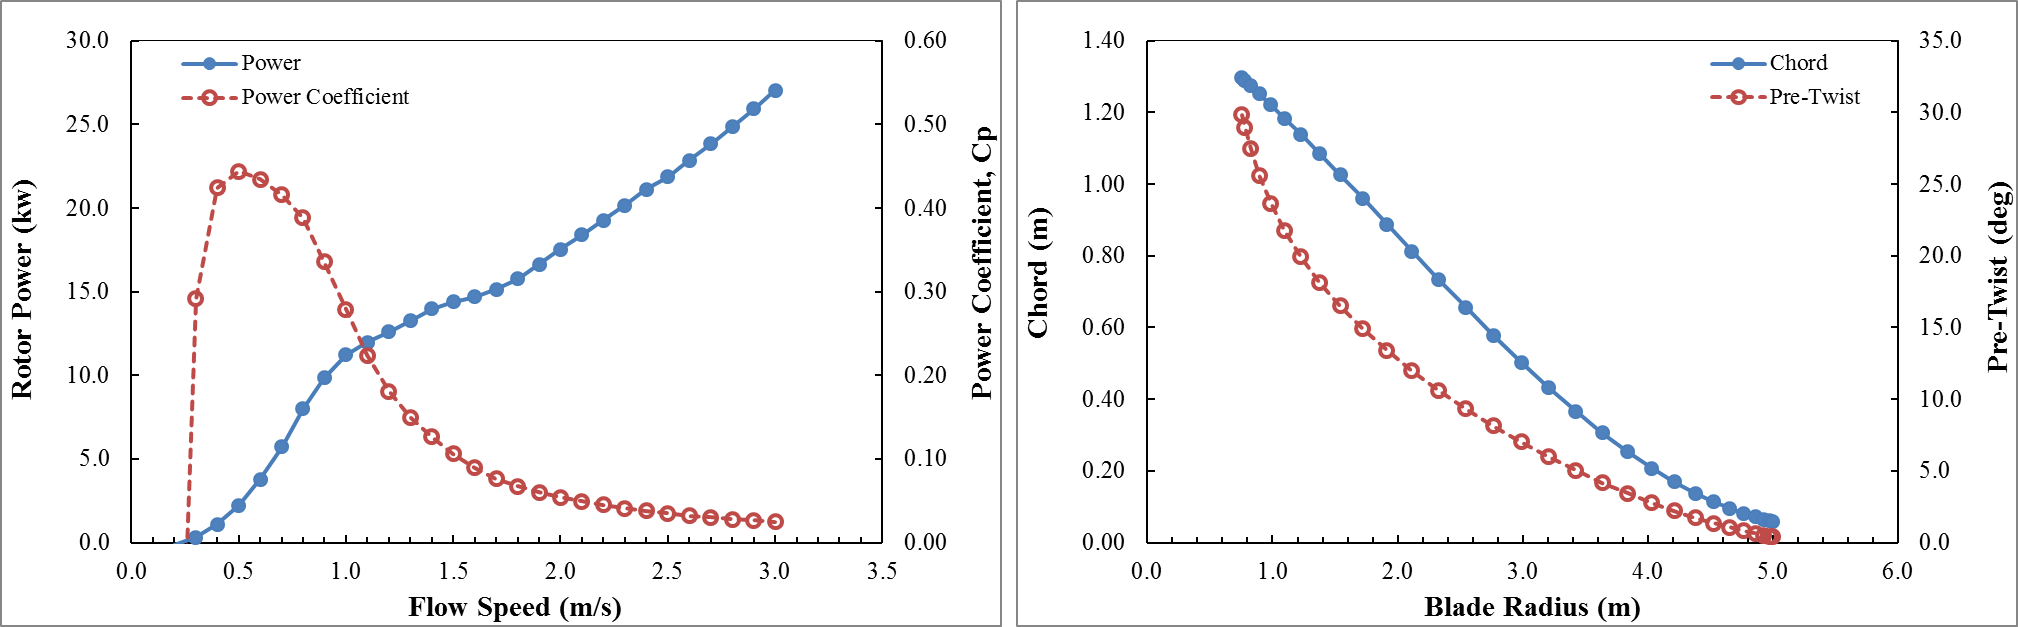 30.0
25.0
20.0
15.0
10.0
5.0
0.0
Rotor Power (kw)
Power
Power Coefficient
0.60
0.50
0.40
0.30
0.20
0.10
0.00
Power Coefficient, Cp
0.0 0.5 1.0 1.5 2.0 2.5 3.0 3.5
Flow Speed (m/s)
1.40
1.20
1.00
0.80
0.60
0.40
0.20
0.00
Chord (m)
Chord
Pre-Twist
35.0
30.0
25.0
20.0
15.0
10.0
5.0
0.0
Pre-Twist (deg)
0.0 1.0 2.0 3.0 4.0 5.0 6.0
Blade Radius (m)